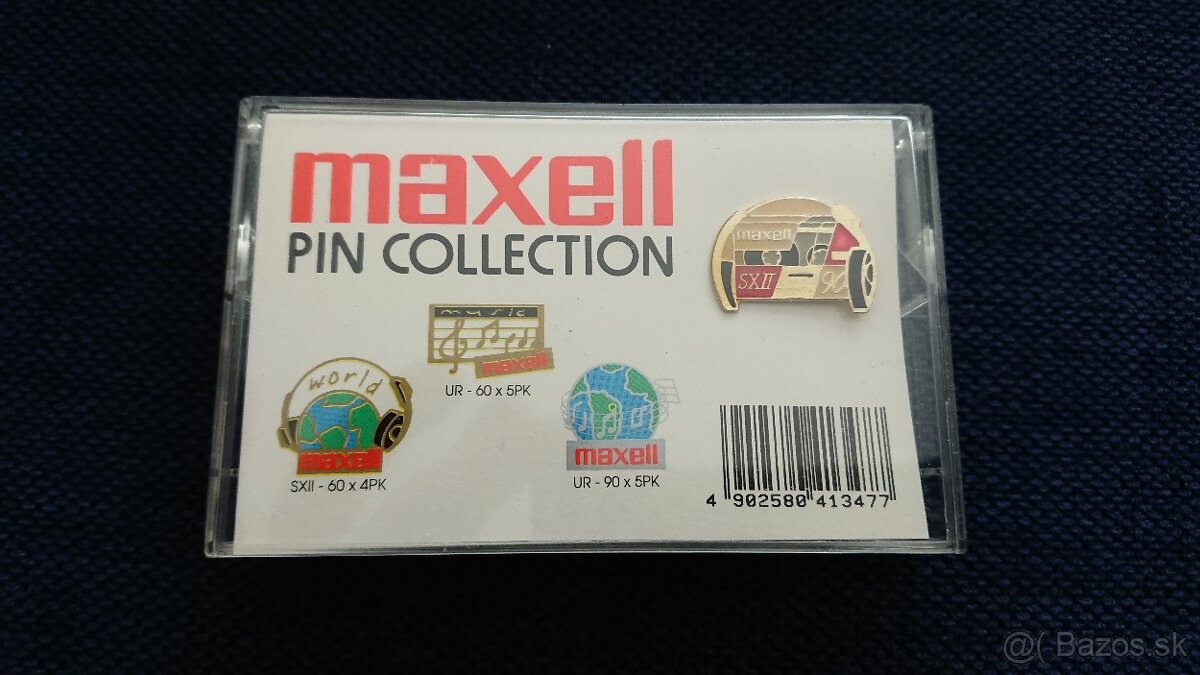 maxell
PIN COLLECTION
maxell
SXII
90
music
maxell
UR - 60 x 5PK
world
maxell
SXII - 60 x 4PK
maxell
UR - 90 x 5PK
4 902580 413477
@( Bazos.sk